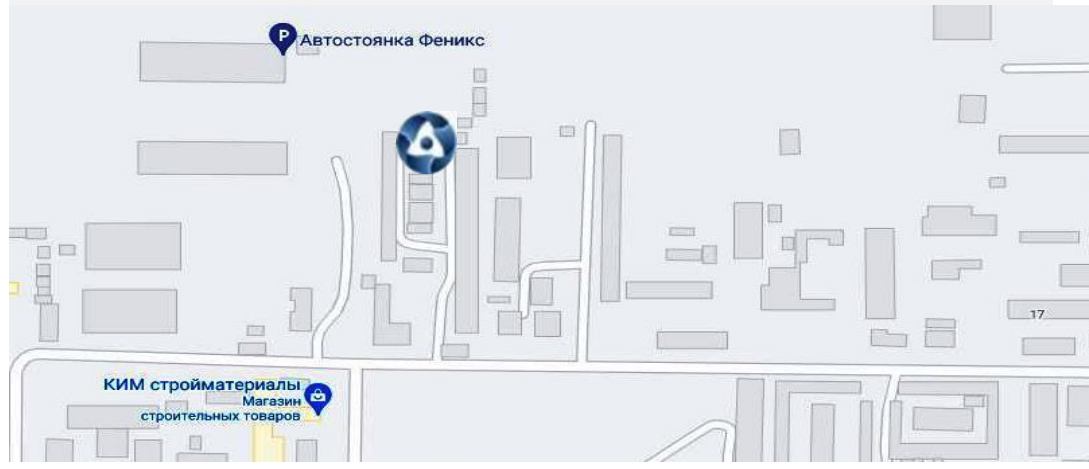 P
Автостоянка Феникс
17
КИМ стройматериалы
Магазин
строительных товаров